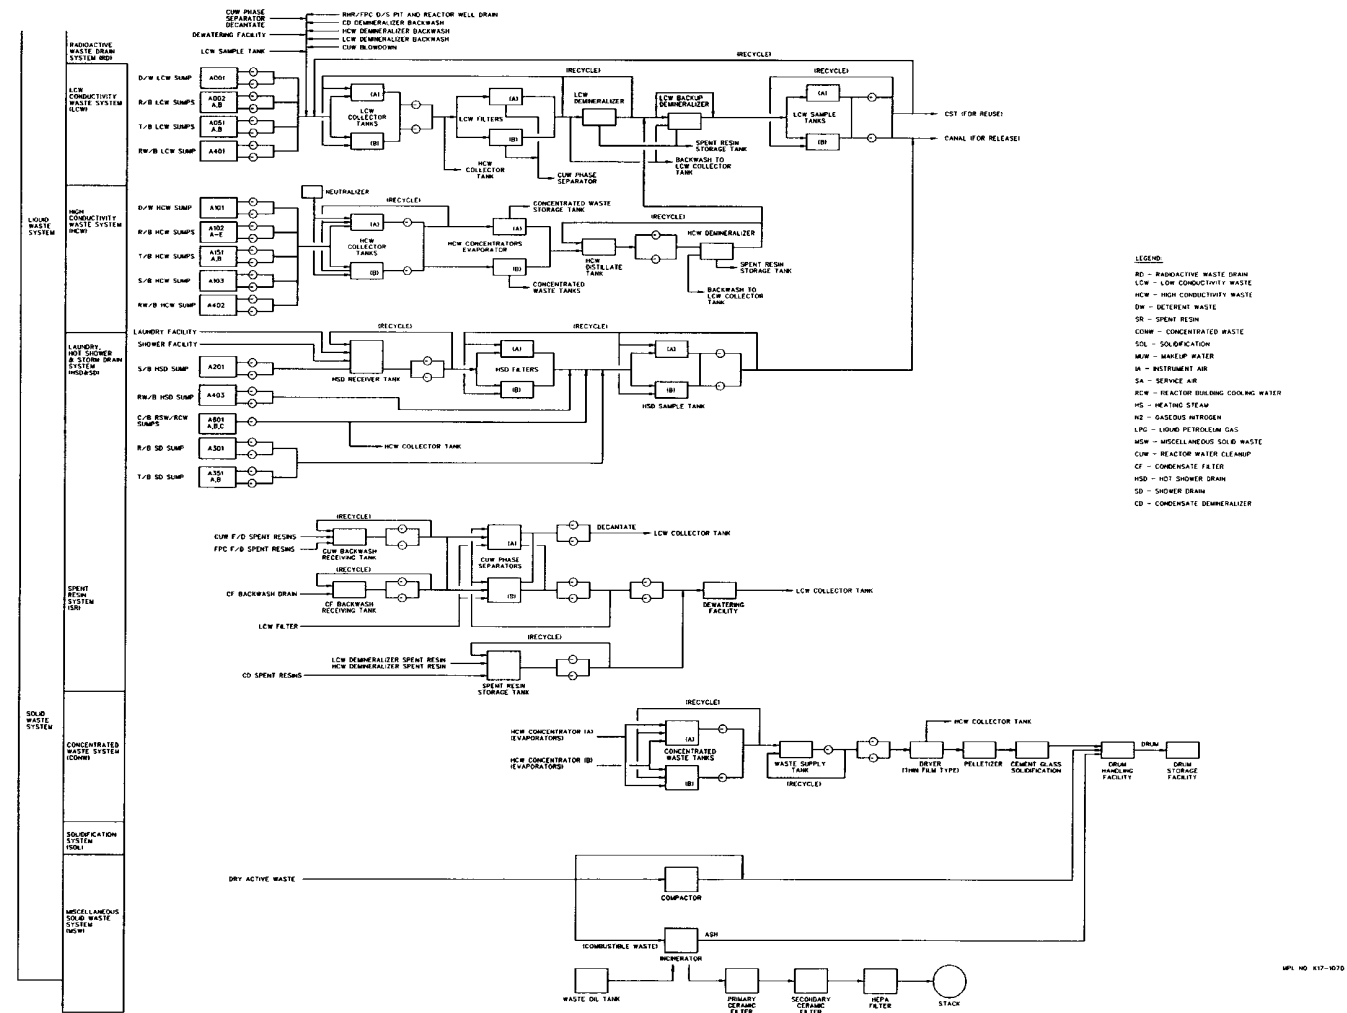 CUW PHASE
SEPARATOR
DECANTATE
DEWATERING FACILITY
LCW SAMPLE TANK
RHR/FPC D/S PIT AND REACTOR WELL DRAIN
CD DEMINERALIZER BACKWASH
HCW DEMINERALIZER BACKWASH
LCW DEMINERALIZER BACKWASH
CUW BLOWDOWN
RADIOACTIVE
WASTE DRAIN
SYSTEM (RD)
LCW
CONDUCTIVITY
WASTE SYSTEM
(LCW)
D/W LCW SUMP
A001
R/B LCW SUMPS
A002
A,B
T/B LCW SUMPS
A051
A,B
RW/B LCW SUMP
A401
(RECYCLE)
(RECYCLE)
(A)
LCW
COLLECTOR
TANKS
(B)
HCW
COLLECTOR
TANK
(A)
LCW FILTERS
(B)
CUW PHASE
SEPARATOR
LCW
DEMINERALIZER
LCW BACKUP
DEMINERALIZER
SPENT RESIN
STORAGE TANK
BACKWASH TO
LCW COLLECTOR
TANK
(RECYCLE)
(A)
LCW SAMPLE
TANKS
(B)
CST (FOR REUSE)
CANAL (FOR RELEASE)
LIQUID
WASTE
SYSTEM
HIGH
CONDUCTIVITY
WASTE SYSTEM
(HCW)
D/W HCW SUMP
A101
R/B HCW SUMPS
A102
A-E
T/B HCW SUMPS
A151
A,B
S/B HCW SUMP
A103
RW/B HCW SUMP
A402
NEUTRALIZER
(RECYCLE)
(A)
HCW
COLLECTOR
TANKS
(B)
CONCENTRATED WASTE
STORAGE TANK
(A)
HCW CONCENTRATORS
EVAPORATOR
(B)
CONCENTRATED
WASTE TANKS
(RECYCLE)
HCW
DISTILLATE
TANK
HCW DEMINERALIZER
SPENT RESIN
STORAGE TANK
BACKWASH TO
LCW COLLECTOR
TANK
LAUNDRY,
HOT SHOWER
& STORM DRAIN
SYSTEM
(HSD&SD)
LAUNDRY FACILITY
SHOWER FACILITY
S/B HSD SUMP
A201
RW/B HSD SUMP
A403
C/B RSW/RCW
SUMPS
A601
A,B,C
R/B SD SUMP
A301
T/B SD SUMP
A351
A,B
(RECYCLE)
HSD RECEIVER TANK
(RECYCLE)
(A)
HSD FILTERS
(B)
(RECYCLE)
(A)
(B)
HSD SAMPLE TANK
HCW COLLECTOR TANK
LEGEND:
RD - RADIOACTIVE WASTE DRAIN
LCW - LOW CONDUCTIVITY WASTE
HCW - HIGH CONDUCTIVITY WASTE
DW - DETERENT WASTE
SR - SPENT RESIN
CONW - CONCENTRATED WASTE
SOL - SOLIDIFICATION
MUW - MAKEUP WATER
IA - INSTRUMENT AIR
SA - SERVICE AIR
RCW - REACTOR BUILDING COOLING WATER
HS - HEATING STEAM
N2 - GASEOUS NITROGEN
LPG - LIQUID PETROLEUM GAS
MSW - MISCELLANEOUS SOLID WASTE
CUW - REACTOR WATER CLEANUP
CF - CONDENSATE FILTER
HSD - HOT SHOWER DRAIN
SD - SHOWER DRAIN
CD - CONDENSATE DEMINERALIZER
SPENT
RESIN
SYSTEM
(SR)
CUW F/D SPENT RESINS
FPC F/D SPENT RESINS
(RECYCLE)
CUW BACKWASH
RECEIVING TANK
(RECYCLE)
CF BACKWASH DRAIN
CF BACKWASH
RECEIVING TANK
LCW FILTER
(A)
CUW PHASE
SEPARATORS
(B)
DECANTATE
LCW COLLECTOR TANK
DEWATERING
FACILITY
LCW COLLECTOR TANK
(RECYCLE)
LCW DEMINERALIZER SPENT RESIN
HCW DEMINERALIZER SPENT RESIN
CD SPENT RESINS
SPENT RESIN
STORAGE TANK
SOLID
WASTE
SYSTEM
CONCENTRATED
WASTE SYSTEM
(CONW)
HCW CONCENTRATOR (A)
(EVAPORATORS)
HCW CONCENTRATOR (B)
(EVAPORATORS)
(RECYCLE)
(A)
CONCENTRATED
WASTE TANKS
(B)
WASTE SUPPLY
TANK
(RECYCLE)
HCW COLLECTOR TANK
DRYER
(THIN FILM TYPE)
PELLETIZER
CEMENT GLASS
SOLIDIFICATION
DRUM
HANDLING
FACILITY
DRUM
DRUM
STORAGE
FACILITY
SOLIDIFICATION
SYSTEM
(SOL)
MISCELLANEOUS
SOLID WASTE
SYSTEM
(MSW)
DRY ACTIVE WASTE
COMPACTOR
(COMBUSTIBLE WASTE)
INCINERATOR
ASH
WASTE OIL TANK
PRIMARY
CERAMIC
FILTER
SECONDARY
CERAMIC
FILTER
HEPA
FILTER
STACK
MPL NO K17-1070